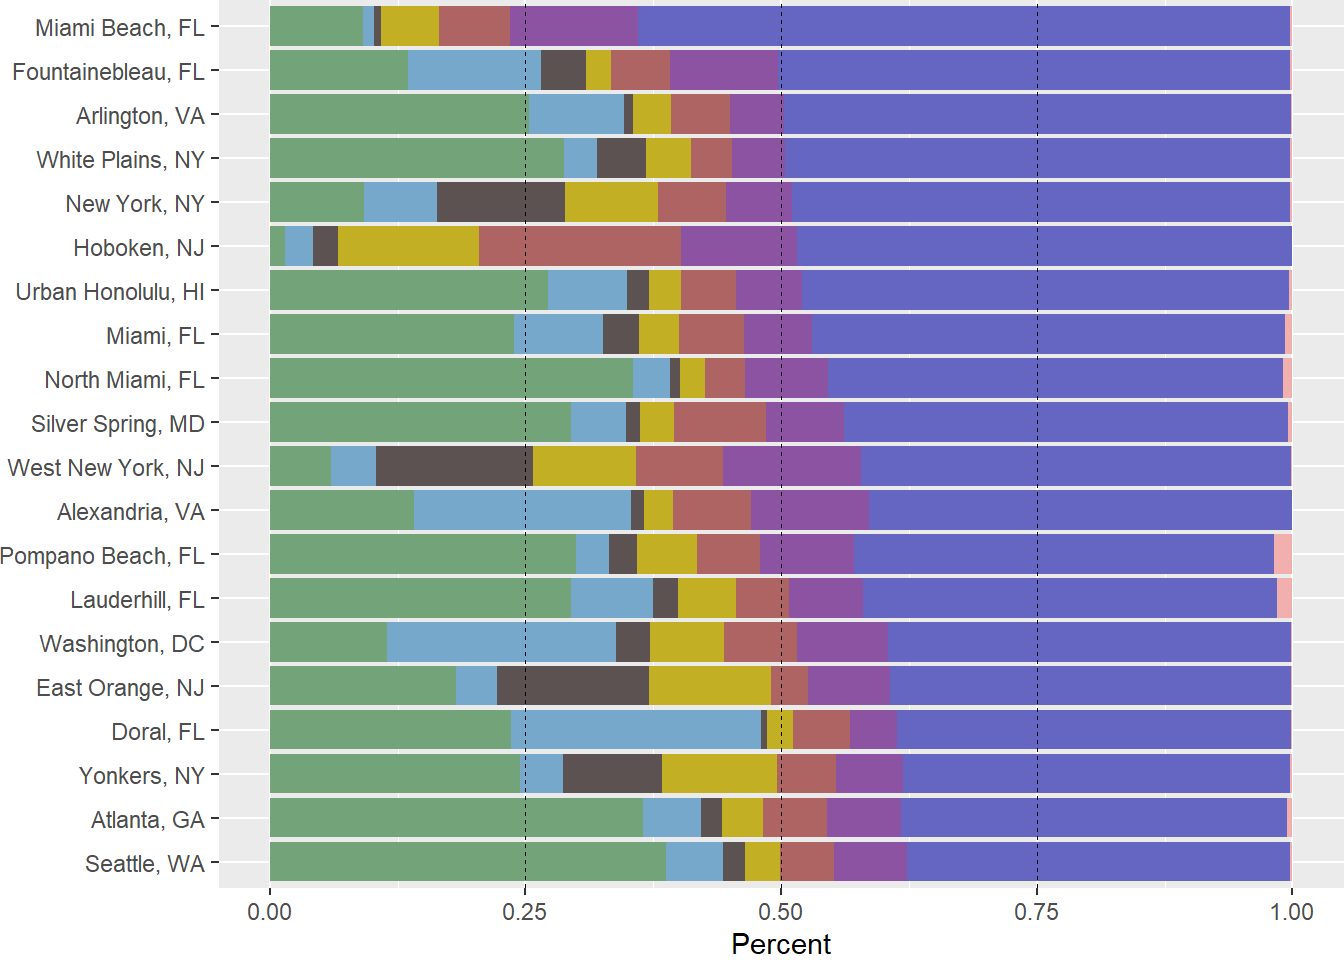 Miami Beach, FL
Fountainebleau, FL
Arlington, VA
White Plains, NY
New York, NY
Hoboken, NJ
Urban Honolulu, HI
Miami, FL
North Miami, FL
Silver Spring, MD
West New York, NJ
Alexandria, VA
Pompano Beach, FL
Lauderhill, FL
Washington, DC
East Orange, NJ
Doral, FL
Yonkers, NY
Atlanta, GA
Seattle, WA
0.00 0.25 0.50 0.75 1.00
Percent